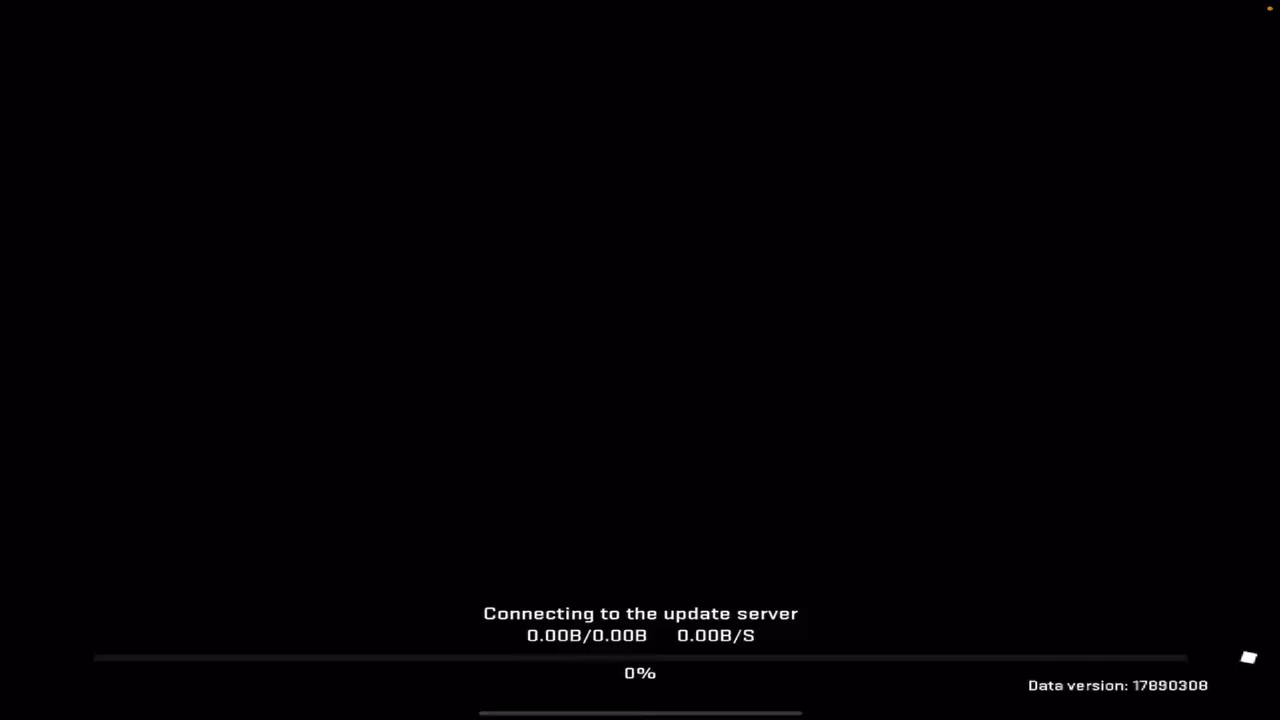 Connecting to the update server
0.00B/0.00B 0.00B/S
0%
Data version: 17890308